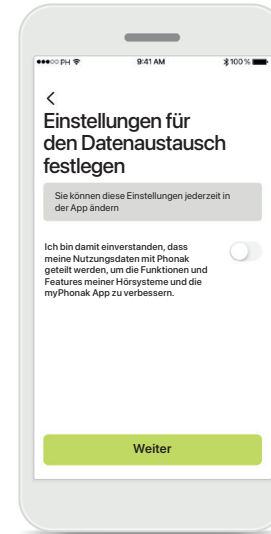 ●●●○○ PH 9:41 AM 100 %
Einstellungen für
den Datenaustausch
festlegen
Sie können diese Einstellungen jederzeit in
der App ändern
Ich bin damit einverstanden, dass
meine Nutzungsdaten mit Phonak
geteilt werden, um die Funktionen und
Features meiner Hörsysteme und die
myPhonak App zu verbessern.
Weiter